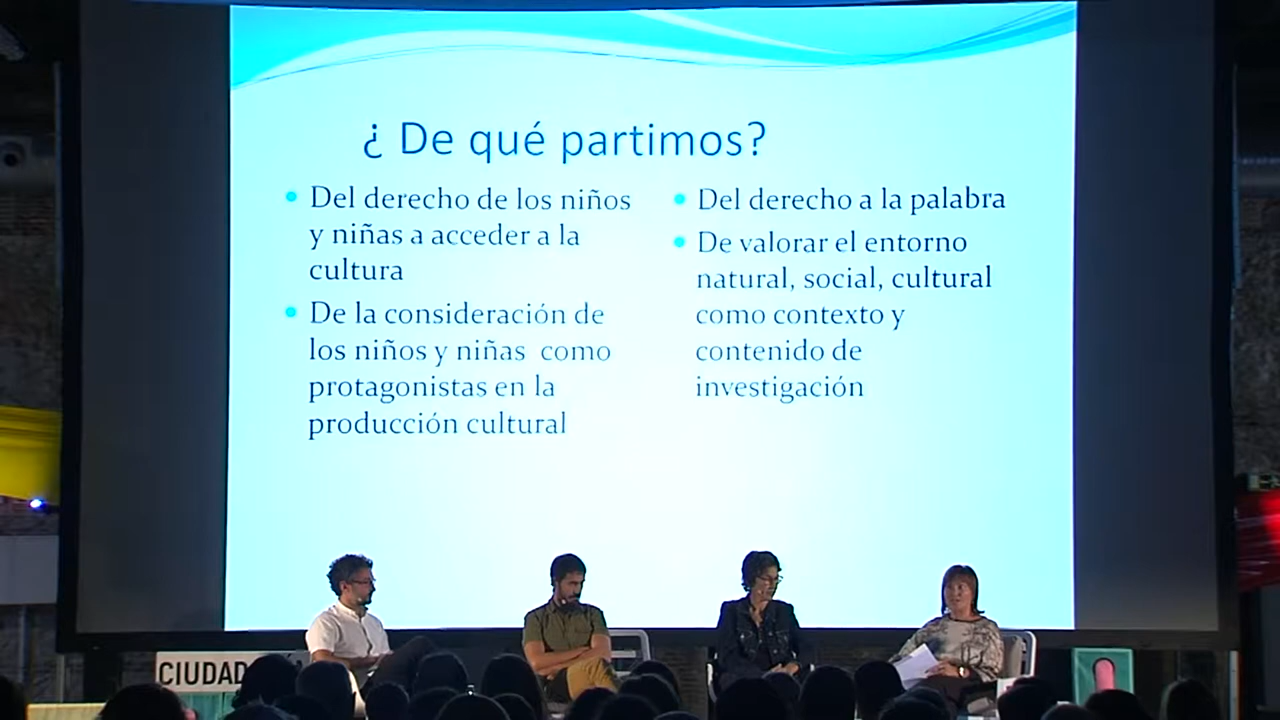 ¿ De qué partimos?
Del derecho de los niños
y niñas a acceder a la
cultura
De la consideración de
los niños y niñas como
protagonistas en la
producción cultural
Del derecho a la palabra
De valorar el entorno
natural, social, cultural
como contexto y
contenido de
investigación